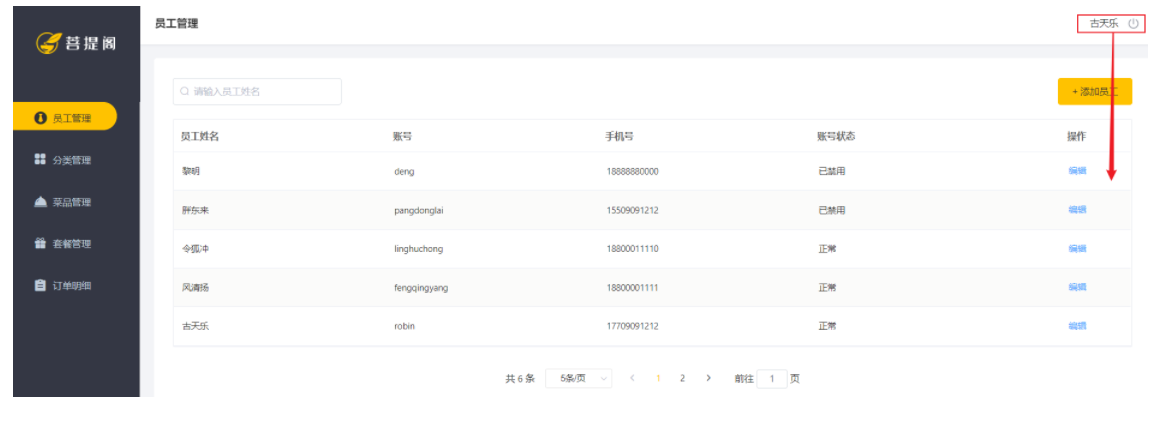 菩提阁
员工管理
分类管理
菜品管理
套餐管理
订单明细
员工管理
古天乐
请输入员工姓名
+ 添加员工
员工姓名 账号 手机号 账号状态 操作
黎明 deng 18888880000 已禁用 编辑
胖东来 pangdonglai 15509091212 已禁用 编辑
令狐冲 linghuchong 18800011110 正常 编辑
风清扬 fengqingyang 18800001111 正常 编辑
古天乐 robin 17709091212 正常 编辑
共 6 条 5条/页 < 1 2 > 前往 1 页